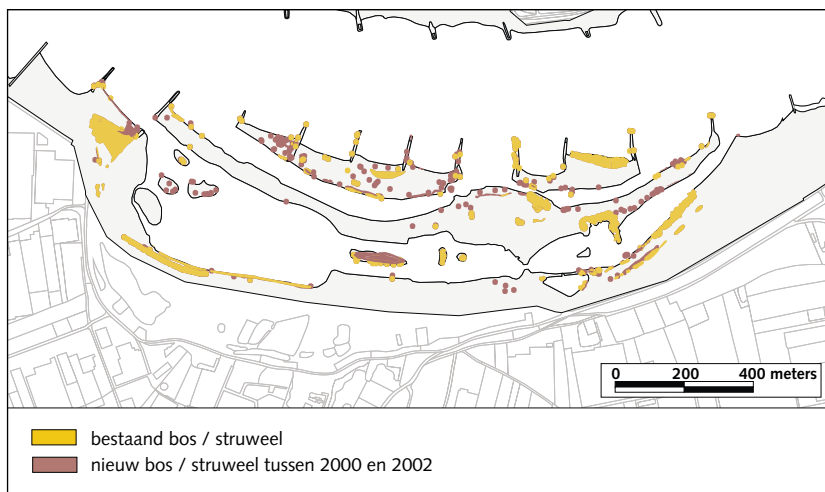 0 200 400 meters
bestaand bos / struweel
nieuw bos / struweel tussen 2000 en 2002